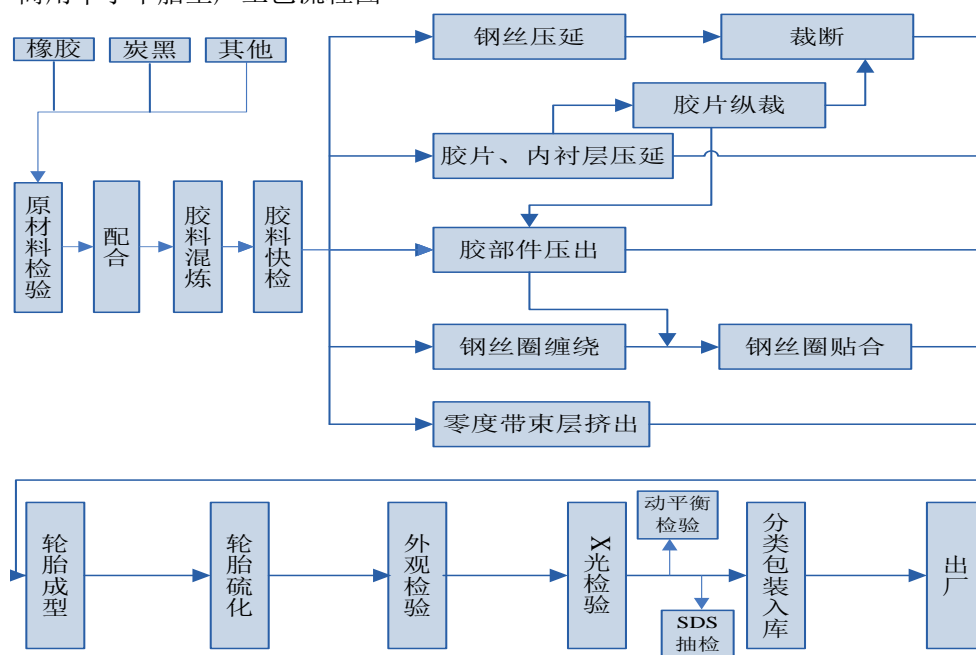 橡胶
炭黑
其他
钢丝压延
裁断
胶片纵裁
胶片、内衬层压延
原材料检验
配合
胶料混炼
胶料快检
胶部件压出
钢丝圈缠绕
钢丝圈贴合
零度带束层挤出
轮胎成型
轮胎硫化
外观检验
X光检验
动平衡
检验
SDS
抽检
分类包装入库
出厂